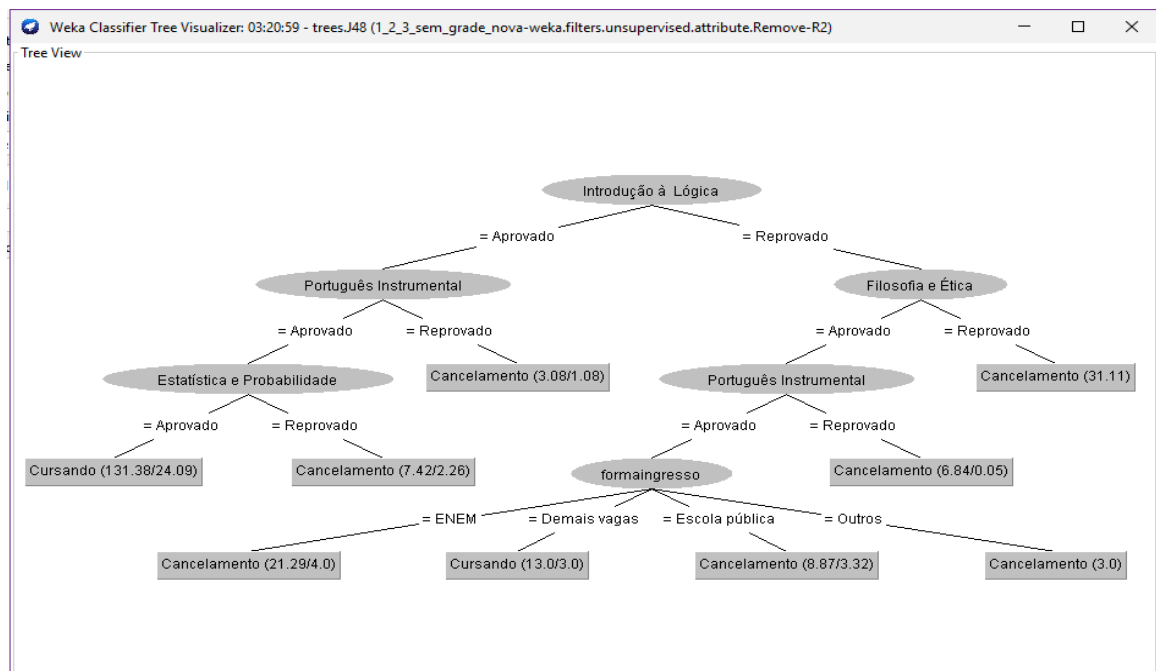 Weka Classifier Tree Visualizer: 03:20:59 - trees.J48 (1_2_3_sem_grade_nova-weka.filters.unsupervised.attribute.Remove-R2)
Tree View
Introdução à Lógica
= Aprovado
= Reprovado
Português Instrumental
Filosofia e Ética
= Aprovado
= Reprovado
= Aprovado
= Reprovado
Estatística e Probabilidade
Cancelamento (3.08/1.08)
Português Instrumental
Cancelamento (31.11)
= Aprovado
= Reprovado
= Aprovado
= Reprovado
Cursando (131.38/24.09)
Cancelamento (7.42/2.26)
formaingresso
Cancelamento (6.84/0.05)
= ENEM
= Demais vagas
= Escola pública
= Outros
Cancelamento (21.29/4.0)
Cursando (13.0/3.0)
Cancelamento (8.87/3.32)
Cancelamento (3.0)